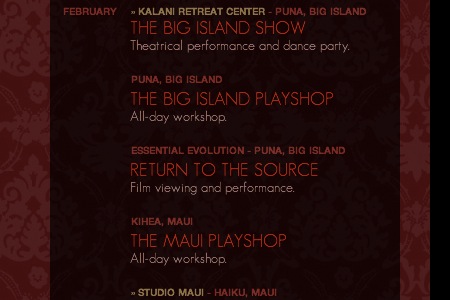 FEBRUARY » KALANI RETREAT CENTER - PUNA, BIG ISLAND
THE BIG ISLAND SHOW
Theatrical performance and dance party.
PUNA, BIG ISLAND
THE BIG ISLAND PLAYSHOP
All-day workshop.
ESSENTIAL EVOLUTION - PUNA, BIG ISLAND
RETURN TO THE SOURCE
Film viewing and performance.
KIHEA, MAUI
THE MAUI PLAYSHOP
All-day workshop.
» STUDIO MAUI - HAIKU, MAUI